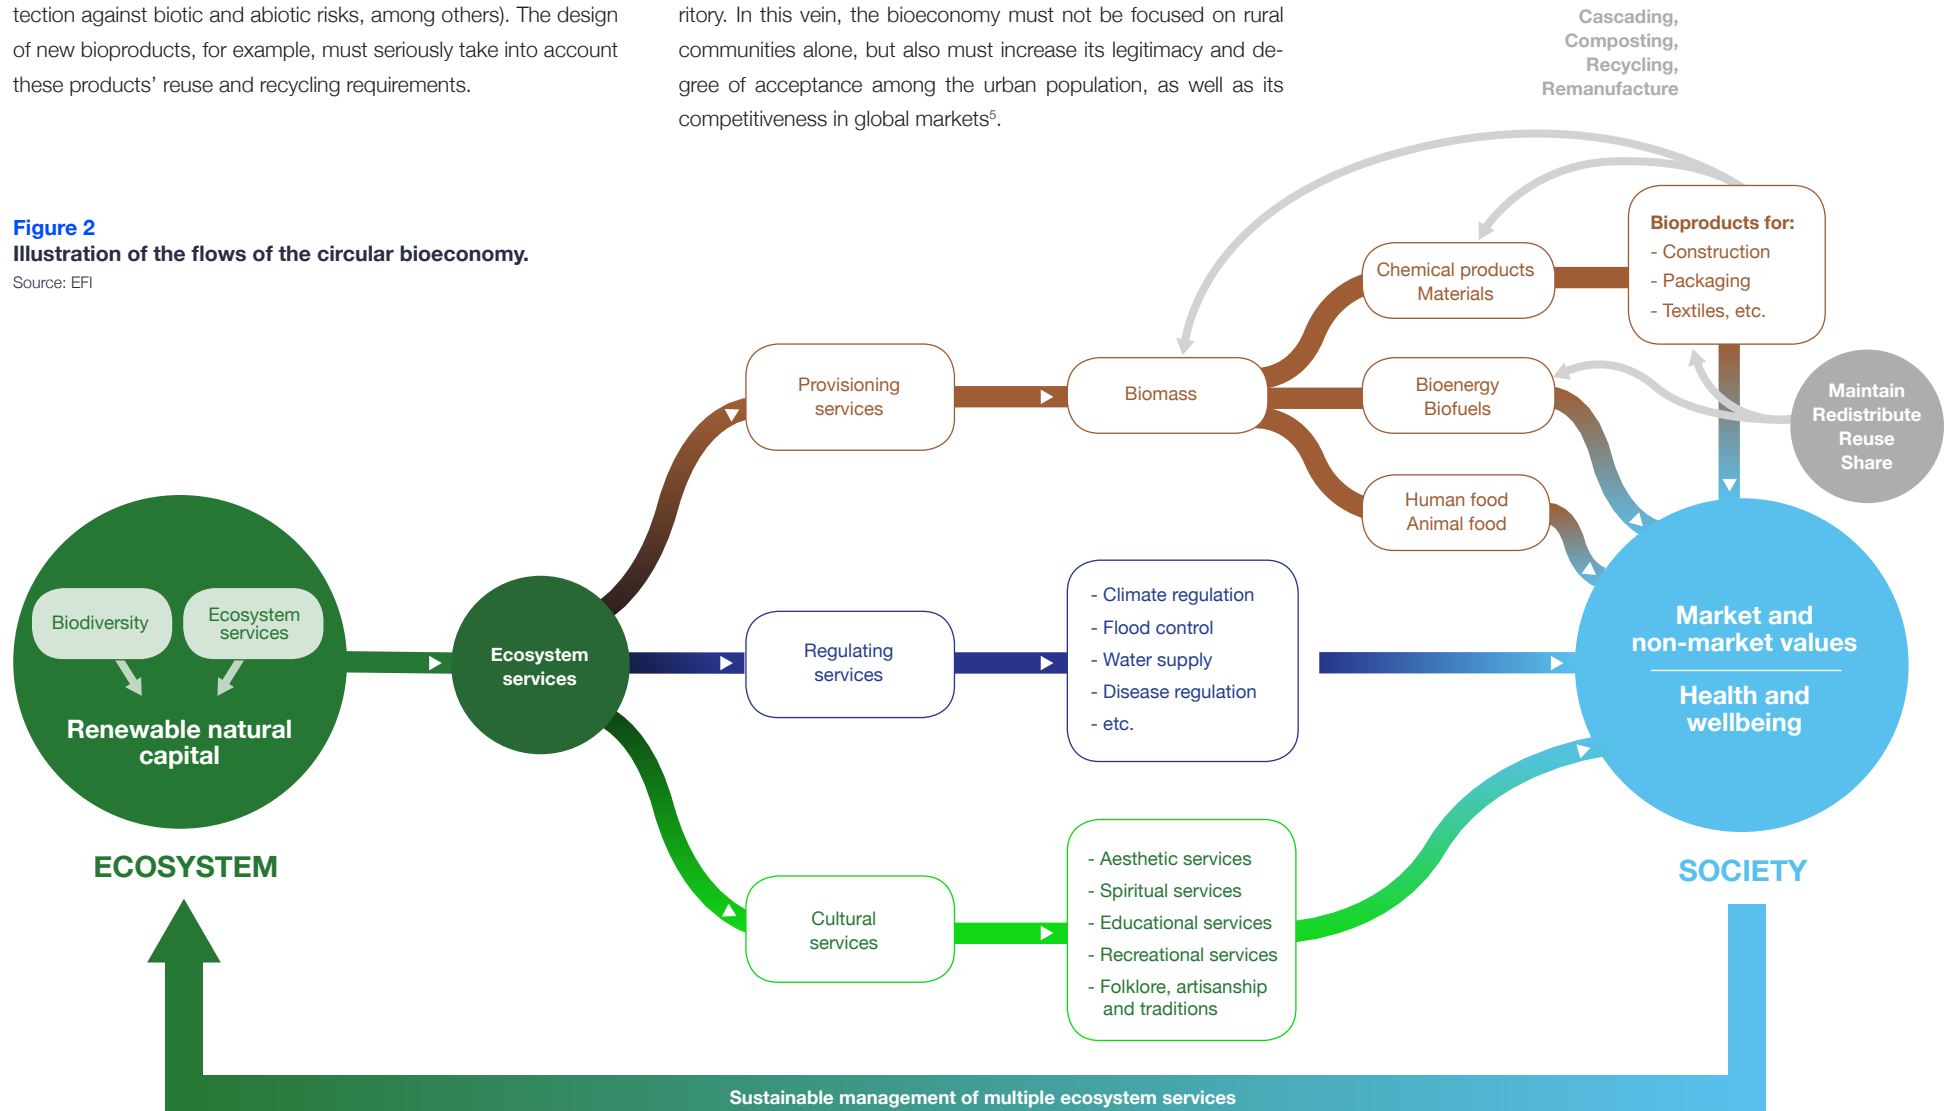 tection against biotic and abiotic risks, among others). The design
of new bioproducts, for example, must seriously take into account
these products’ reuse and recycling requirements.
ritory. In this vein, the bioeconomy must not be focused on rural
communities alone, but also must increase its legitimacy and de-
gree of acceptance among the urban population, as well as its
competitiveness in global markets⁵.
Cascading,
Composting,
Recycling,
Remanufacture
Figure 2
Illustration of the flows of the circular bioeconomy.
Source: EFI
Bioproducts for:
- Construction
- Packaging
- Textiles, etc.
Chemical products
Materials
Provisioning
services
Biomass
Bioenergy
Biofuels
Maintain
Redistribute
Reuse
Share
Human food
Animal food
Biodiversity
Ecosystem
services
Renewable natural
capital
Ecosystem
services
Regulating
services
- Climate regulation
- Flood control
- Water supply
- Disease regulation
- etc.
Market and
non-market values
Health and
wellbeing
ECOSYSTEM
Cultural
services
- Aesthetic services
- Spiritual services
- Educational services
- Recreational services
- Folklore, artisanship
and traditions
SOCIETY
Sustainable management of multiple ecosystem services